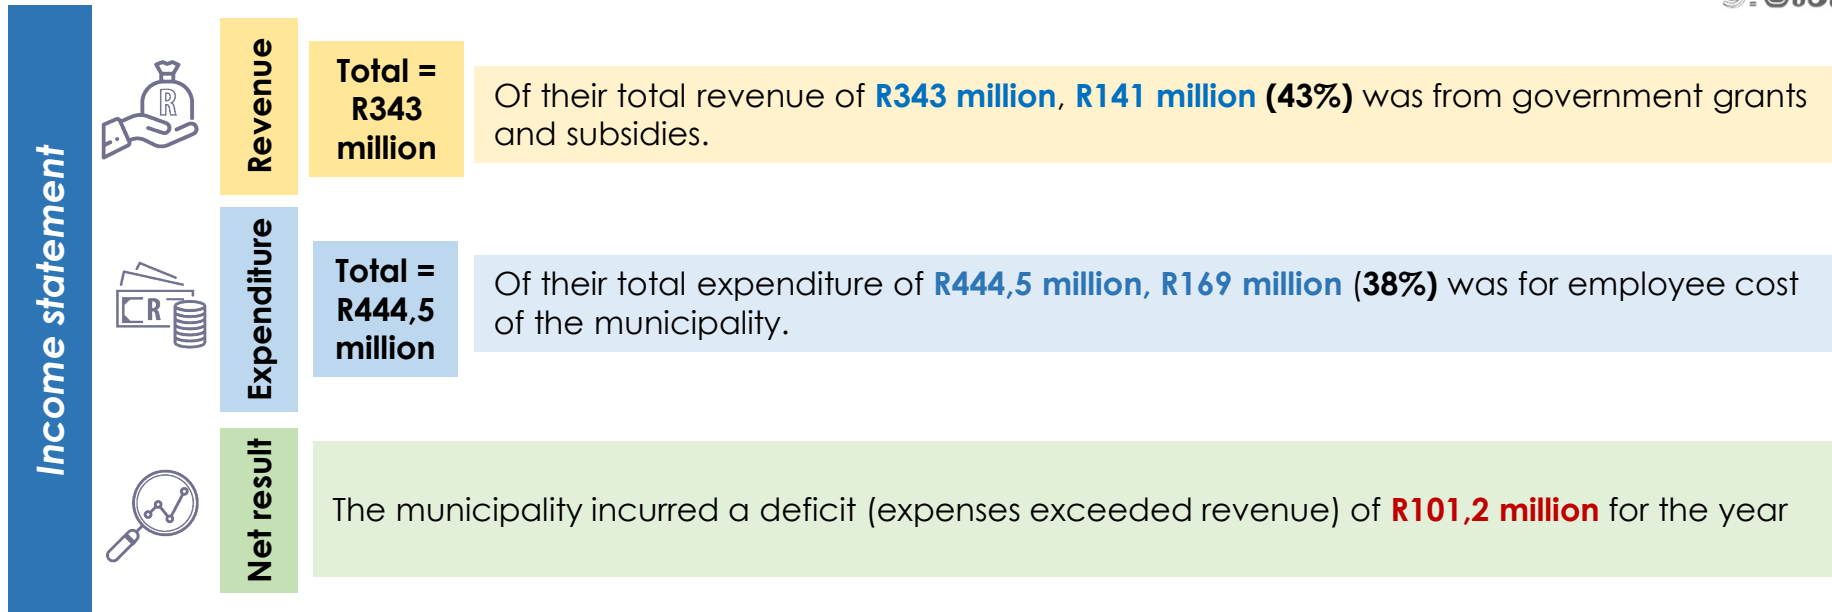 Income statement
Revenue
Total =
R343
million
Of their total revenue of R343 million, R141 million (43%) was from government grants
and subsidies.
Expenditure
Total =
R444,5
million
Of their total expenditure of R444,5 million, R169 million (38%) was for employee cost
of the municipality.
Net result
The municipality incurred a deficit (expenses exceeded revenue) of R101,2 million for the year
R
R